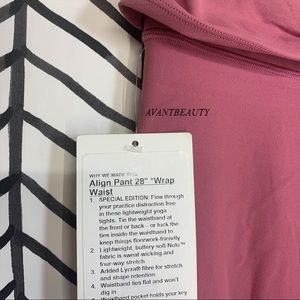 AVANTBEAUTY
WHY WE MADE THIS
Align Pant 28" *Wrap
Waist
1. SPECIAL EDITION: Flow through
your practice distraction free
in these lightweight yoga
tights. Tie the waistband at
the front or back - or tuck the
ties inside the waistband to
keep things floorwork-friendly
2. Lightweight, buttery-soft Nulu™
fabric is sweat-wicking and
four-way stretch
3. Added Lycra® fibre for stretch
and shape retention
4. Waistband lies flat and won't
dig in
5. Waistband pocket holds your